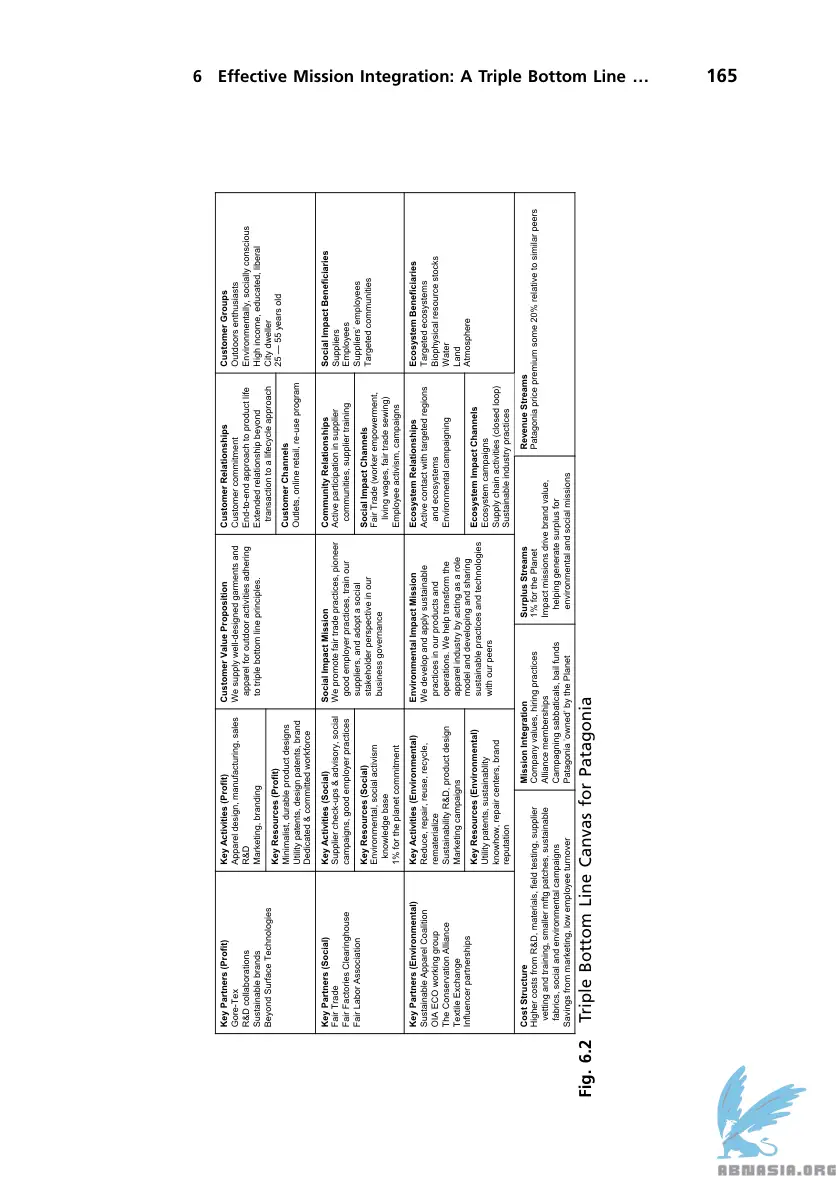 6 Effective Mission Integration: A Triple Bottom Line … 165
Key Partners (Profit)
Gore-Tex
R&D collaborations
Sustainable brands
Beyond Surface Technologies
Key Activities (Profit)
Apparel design, manufacturing, sales
R&D
Marketing, branding
Key Resources (Profit)
Minimalist, durable product designs
Utility patents, design patents, brand
Dedicated & committed workforce
Customer Value Proposition
We supply well-designed garments and
apparel for outdoor activities adhering
to triple bottom line principles.
Customer Relationships
Customer commitment
End-to-end approach to product life
Extended relationship beyond
transaction to a lifecycle approach
Customer Channels
Outlets, online retail, re-use program
Customer Groups
Outdoors enthusiasts
Environmentally, socially conscious
High income, educated, liberal
City dweller
25 — 55 years old
Key Partners (Social)
Fair Trade
Fair Factories Clearinghouse
Fair Labor Association
Key Activities (Social)
Supplier check-ups & advisory, social
campaigns, good employer practices
Key Resources (Social)
Environmental, social activism
knowledge base
1% for the planet commitment
Social Impact Mission
We promote fair trade practices, pioneer
good employer practices, train our
suppliers, and adopt a social
stakeholder perspective in our
business governance
Community Relationships
Active participation in supplier
communities, supplier training
Social Impact Channels
Fair Trade (worker empowerment,
living wages, fair trade sewing)
Employee activism, campaigns
Social Impact Beneficiaries
Suppliers
Employees
Suppliers' employees
Targeted communities
Key Partners (Environmental)
Sustainable Apparel Coalition
OIA ECO working group
The Conservation Alliance
Textile Exchange
Influencer partnerships
Key Activities (Environmental)
Reduce, repair, reuse, recycle,
rematerialize
Sustainability R&D, product design
Marketing campaigns
Key Resources (Environmental)
Utility patents, sustainablity
knowhow, repair centers, brand
reputation
Environmental Impact Mission
We develop and apply sustainable
practices in our products and
operations. We help transform the
apparel industry by acting as a role
model and developing and sharing
sustainable practices and technologies
with our peers
Ecosystem Relationships
Active contact with targeted regions
and ecosystems
Environmental campaigning
Ecosystem Impact Channels
Ecosystem campaigns
Supply chain activities (closed loop)
Sustainable industry practices
Ecosystem Beneficiaries
Targeted ecosystems
Biophysical resource stocks
Water
Land
Atmosphere
Cost Structure
Higher costs from R&D, materials, field testing, supplier
vetting and training, smaller mftg patches, sustainable
fabrics, social and environmental campaigns
Savings from marketing, low employee turnover
Mission Integration
Company values, hiring practices
Alliance memberships
Campagning sabbaticals, bail funds
Patagonia 'owned' by the Planet
Surplus Streams
1% for the Planet
Impact missions drive brand value,
helping generate surplus for
environmental and social missions
Revenue Streams
Patagonia price premium some 20% relative to similar peers
Fig. 6.2 Triple Bottom Line Canvas for Patagonia
ABNASIA.ORG